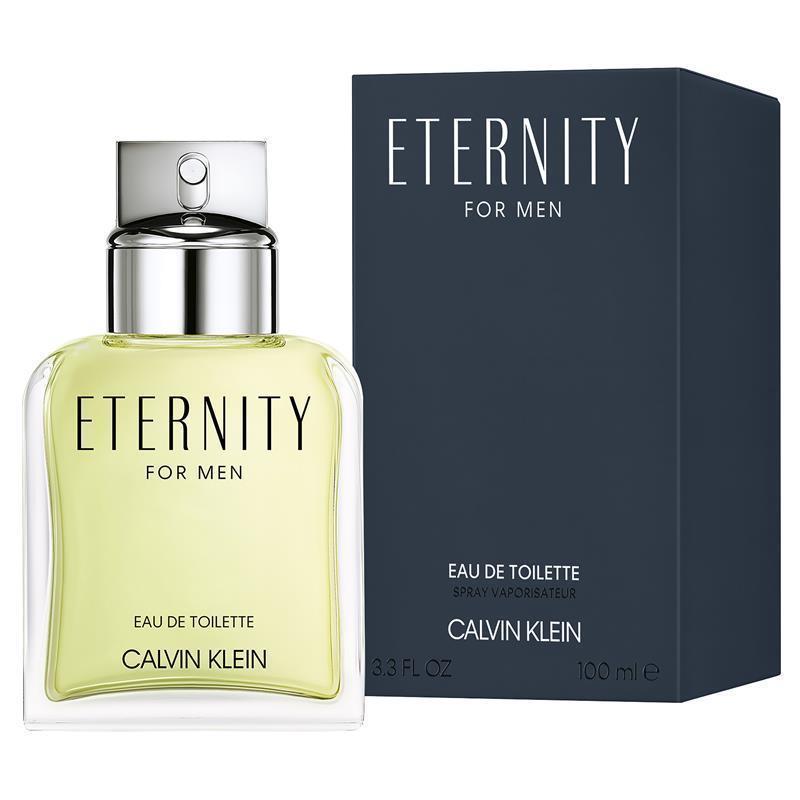 ETERNITY
FOR MEN
EAU DE TOILETTE
CALVIN KLEIN
ETERNITY
FOR MEN
EAU DE TOILETTE
SPRAY VAPORISATEUR
CALVIN KLEIN
3.3 FL OZ 100 ml ℮